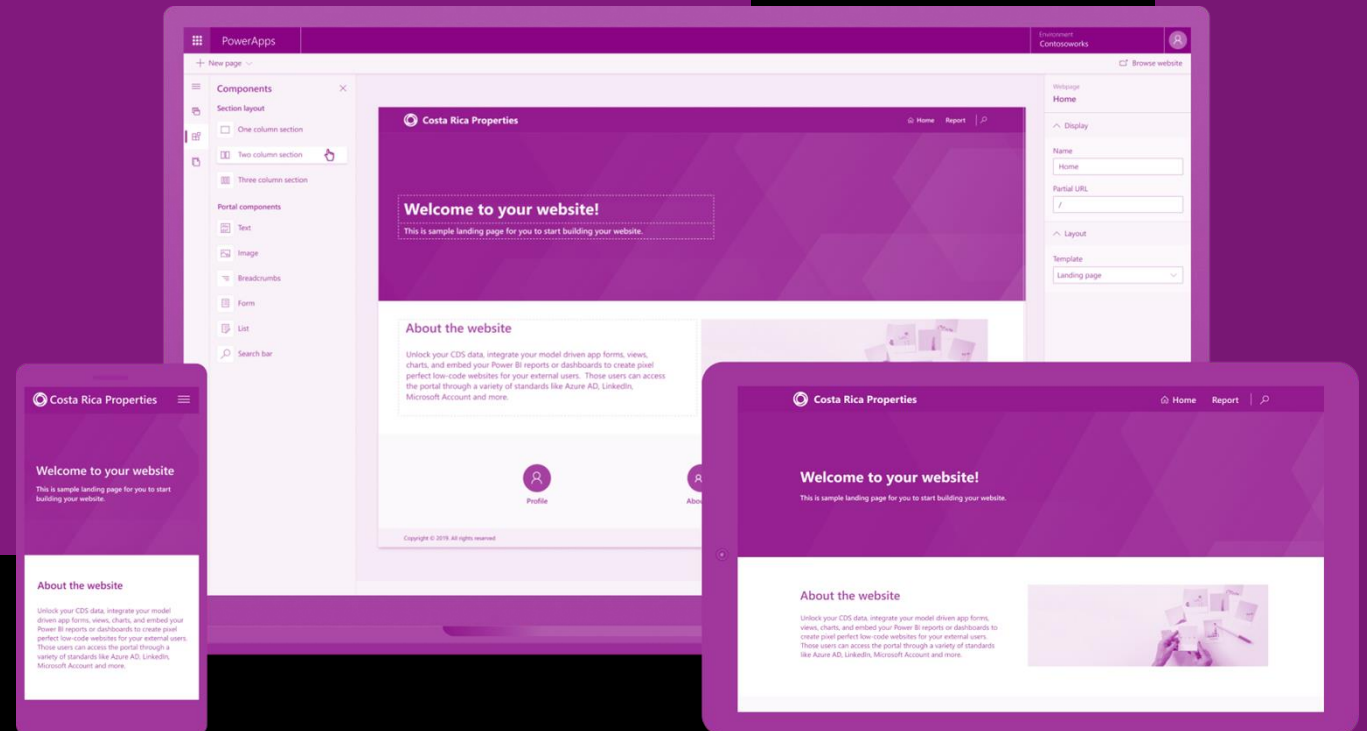 PowerApps
Environment
Contosoworks
New page
Browse website
Components
Section layout
One column section
Two column section
Three column section
Portal components
Text
Image
Breadcrumbs
Form
List
Search bar
Costa Rica Properties
Home Report
Welcome to your website!
This is sample landing page for you to start building your website.
About the website
Unlock your CDS data, integrate your model driven app forms, views,
charts, and embed your Power BI reports or dashboards to create pixel
perfect low-code websites for your external users. Those users can access
the portal through a variety of standards like Azure AD, LinkedIn,
Microsoft Account and more.
Profile
Abou
Copyright © 2019. All rights reserved
Webpage
Home
Display
Name
Home
Partial URL
/
Layout
Template
Landing page
Costa Rica Properties
Welcome to your website
This is sample landing page for you to start
building your website.
About the website
Unlock your CDS data, integrate your model
driven app forms, views, charts, and embed your
Power BI reports or dashboards to create pixel
perfect low-code websites for your external users.
Those users can access the portal through a
variety of standards like Azure AD, LinkedIn,
Microsoft Account and more.
Costa Rica Properties
Home Report
Welcome to your website!
This is sample landing page for you to start building your website.
About the website
Unlock your CDS data, integrate your model driven app forms,
views, charts, and embed your Power BI reports or dashboards to
create pixel perfect low-code websites for your external users.
Those users can access the portal through a variety of standards
like Azure AD, LinkedIn, Microsoft Account and more.